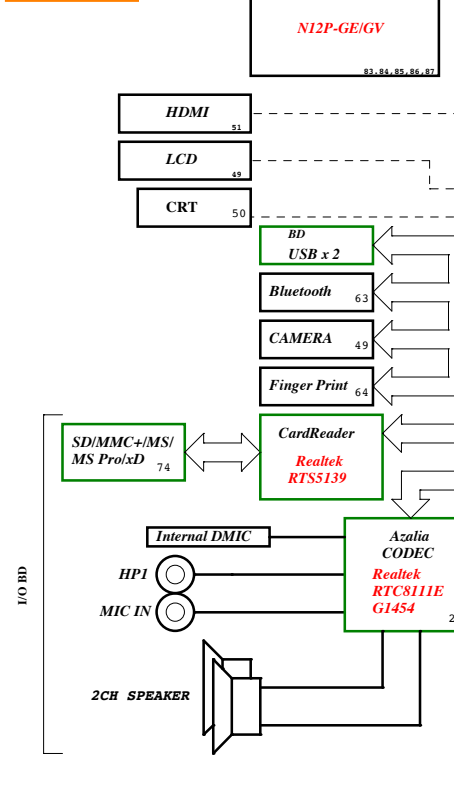 N12P-GE/GV
83.84,85,86,87
HDMI
51
LCD
49
CRT
50
BD
USB x 2
Bluetooth
63
CAMERA
49
Finger Print
64
SD/MMC+/MS/
MS Pro/xD
74
CardReader
Realtek
RTS5139
Internal DMIC
Azalia
CODEC
HP1
Realtek
RTC8111E
G1454
2
MIC IN
I/O BD
2CH SPEAKER